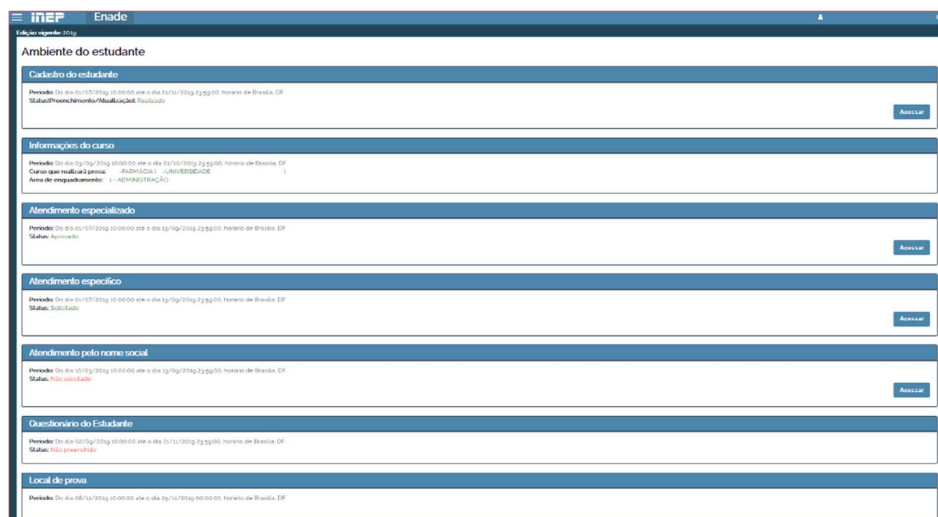 inep Enade
Edição vigente: 2019
Ambiente do estudante
Cadastro do estudante
Período: Do dia 01/07/2019 10:00:00 até o dia 21/11/2019 23:59:00, horário de Brasília, DF
Status(Preenchimento/Atualização): Realizado
Acessar
Informações do curso
Período: Do dia 03/09/2019 10:00:00 até o dia 01/10/2019 23:59:00, horário de Brasília, DF
Curso que realizará prova: -FARMACIA ( -UNIVERSIDADE )
Área de enquadramento: 1 - ADMINISTRAÇÃO
Atendimento especializado
Período: Do dia 01/07/2019 10:00:00 até o dia 13/09/2019 23:59:00, horário de Brasília, DF
Status: Aprovado
Acessar
Atendimento específico
Período: Do dia 01/07/2019 10:00:00 até o dia 13/09/2019 23:59:00, horário de Brasília, DF
Status: Solicitado
Acessar
Atendimento pelo nome social
Período: Do dia 10/03/2019 10:00:00 até o dia 13/09/2019 23:59:00, horário de Brasília, DF
Status: Não solicitado
Acessar
Questionário do Estudante
Período: Do dia 02/09/2019 10:00:00 até o dia 21/11/2019 23:59:00, horário de Brasília, DF
Status: Não preenchido
Local de prova
Período: Do dia 08/11/2019 10:00:00 até o dia 29/11/2019 00:00:00, horário de Brasília, DF